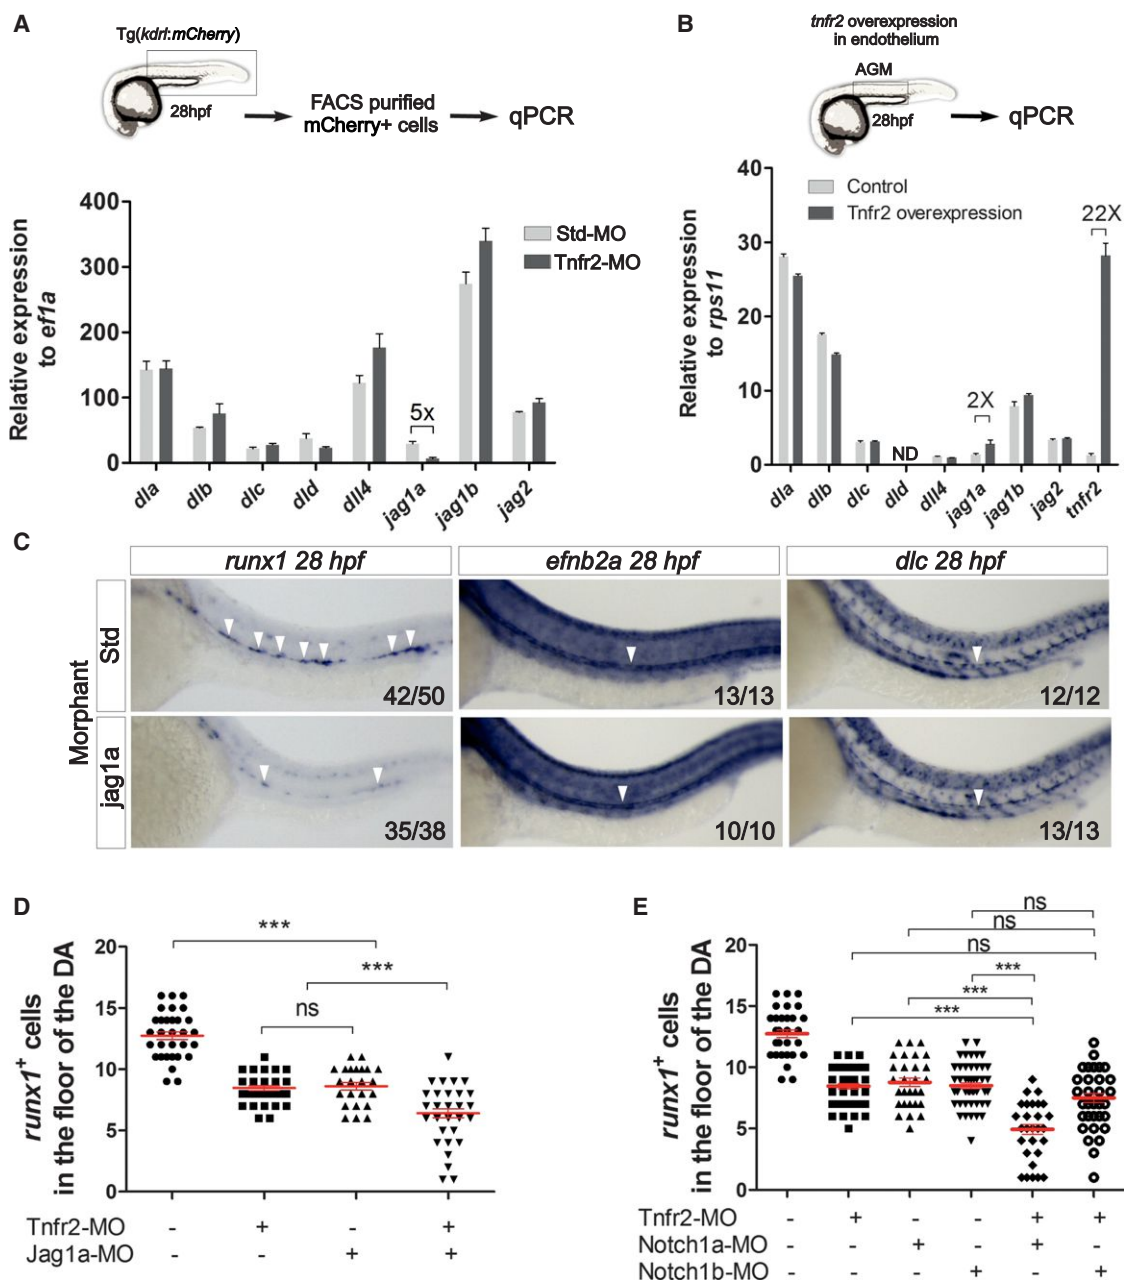 A
Tg(kdrl:mCherry)
28hpf
FACS purified
mCherry+ cells
qPCR
Relative expression
to ef1a
400
300
200
100
0
Std-MO
Tnfr2-MO
5x
dla
dlb
dlc
dld
dll4
jag1a
jag1b
jag2
B
tnfr2 overexpression
in endothelium
AGM
28hpf
qPCR
Relative expression
to rps11
40
30
20
10
0
Control
Tnfr2 overexpression
22X
2X
ND
dla
dlb
dlc
dld
dll4
jag1a
jag1b
jag2
tnfr2
C
runx1 28 hpf
efnb2a 28 hpf
dlc 28 hpf
Morphant
Std
42/50
13/13
12/12
jag1a
35/38
10/10
13/13
D
runx1+ cells
in the floor of the DA
20
15
10
5
0
***
***
ns
Tnfr2-MO - + - +
Jag1a-MO - - + +
E
runx1+ cells
in the floor of the DA
20
15
10
5
0
ns
ns
ns
***
***
***
Tnfr2-MO - + - - + +
Notch1a-MO - - + - + -
Notch1b-MO - - - + - +